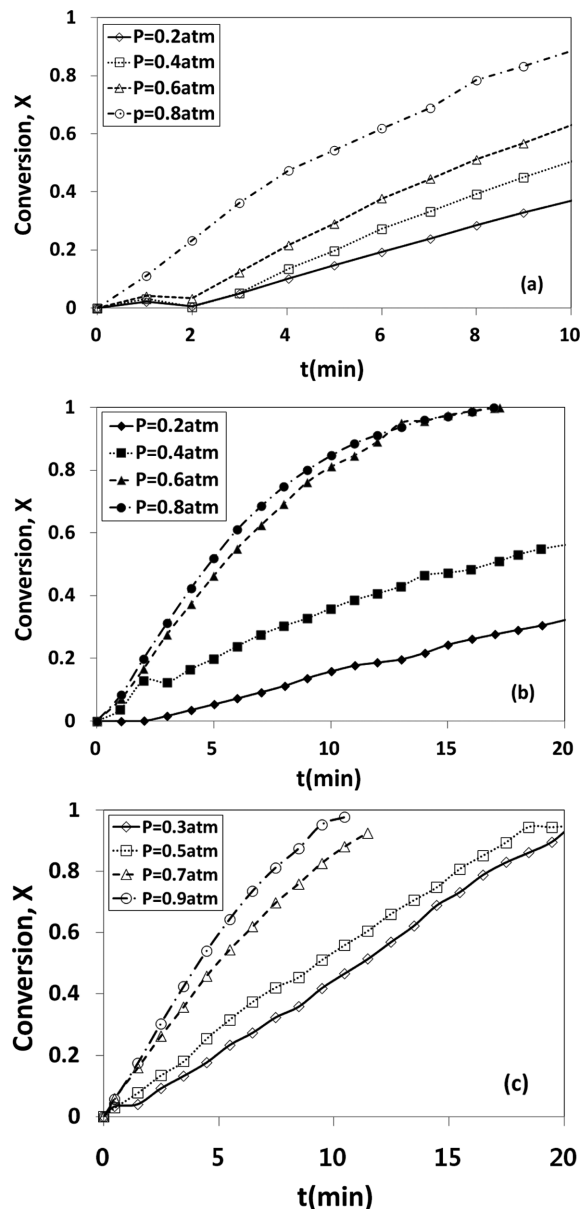 1
P=0.2atm
P=0.4atm
P=0.6atm
p=0.8atm
0.8
0.6
0.4
0.2
0
Conversion, X
(a)
0 2 4 6 8 10
t(min)
1
P=0.2atm
P=0.4atm
P=0.6atm
P=0.8atm
0.8
0.6
0.4
0.2
0
Conversion, X
(b)
0 5 10 15 20
t(min)
1
P=0.3atm
P=0.5atm
P=0.7atm
P=0.9atm
0.8
0.6
0.4
0.2
0
Conversion, X
(c)
0 5 10 15 20
t(min)